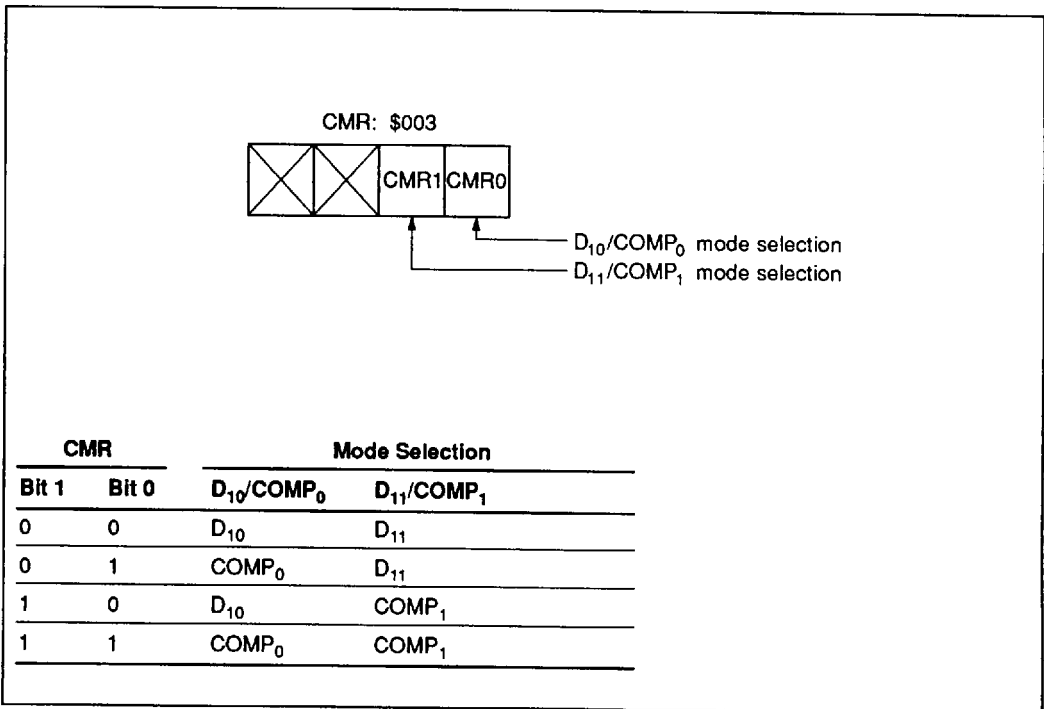 CMR: $003
CMR1 CMR0
D₁₀/COMP₀ mode selection
D₁₁/COMP₁ mode selection
CMR Mode Selection
Bit 1 Bit 0 D₁₀/COMP₀ D₁₁/COMP₁
0 0 D₁₀ D₁₁
0 1 COMP₀ D₁₁
1 0 D₁₀ COMP₁
1 1 COMP₀ COMP₁